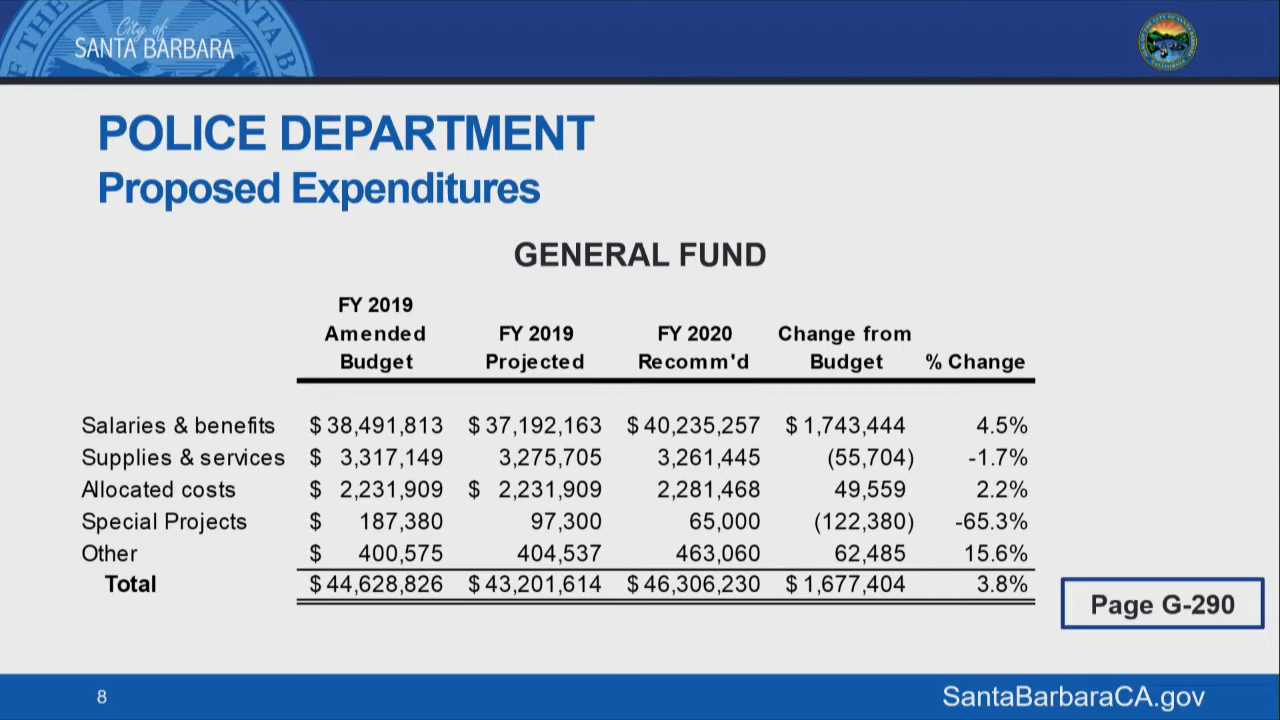 City of
SANTA BARBARA
POLICE DEPARTMENT
Proposed Expenditures
GENERAL FUND
FY 2019 Amended Budget FY 2019 Projected FY 2020 Recomm'd Change from Budget % Change
Salaries & benefits $ 38,491,813 $ 37,192,163 $ 40,235,257 $ 1,743,444 4.5%
Supplies & services $ 3,317,149 3,275,705 3,261,445 (55,704) -1.7%
Allocated costs $ 2,231,909 $ 2,231,909 2,281,468 49,559 2.2%
Special Projects $ 187,380 97,300 65,000 (122,380) -65.3%
Other $ 400,575 404,537 463,060 62,485 15.6%
Total $ 44,628,826 $ 43,201,614 $ 46,306,230 $ 1,677,404 3.8%
Page G-290
8
SantaBarbaraCA.gov